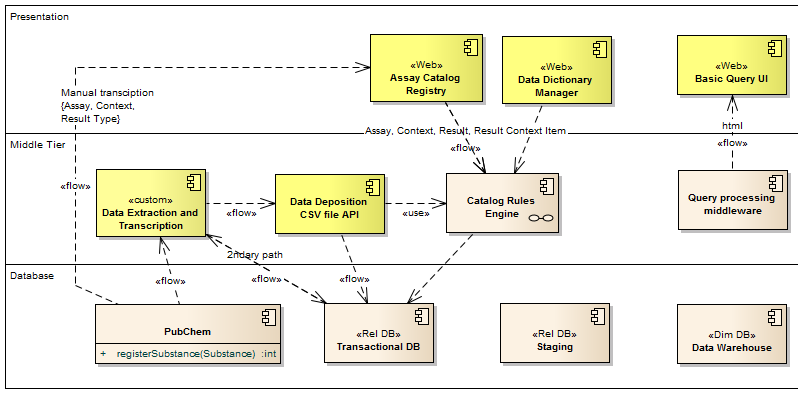 Presentation
«Web»
Assay Catalog
Registry
«Web»
Data Dictionary
Manager
«Web»
Basic Query UI
Manual transciption
{Assay, Context,
Result Type}
Assay, Context, Result, Result Context Item
«flow»
html
«flow»
Middle Tier
«flow»
«custom»
Data Extraction and
Transcription
«flow»
Data Deposition
CSV file API
«use»
Catalog Rules
Engine
Query processing
middleware
2ndary path
Database
«flow»
«flow»
«flow»
PubChem
+ registerSubstance(Substance) :int
«Rel DB»
Transactional DB
«Rel DB»
Staging
«Dim DB»
Data Warehouse